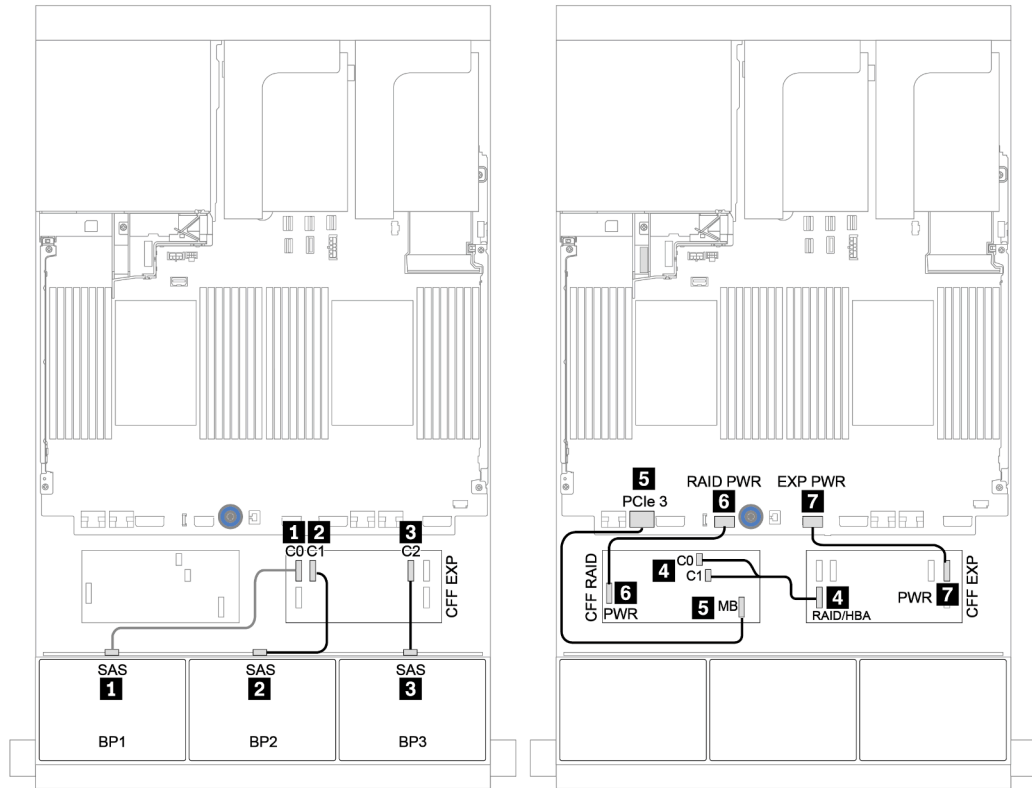 1 2 3
C0 C1 C2
CFF EXP
SAS SAS SAS
1 2 3
BP1 BP2 BP3
5 RAID PWR EXP PWR
PCIe 3 6 7
CFF RAID
4 C0
C1
6 PWR
5 MB
4
RAID/HBA
PWR 7
CFF EXP